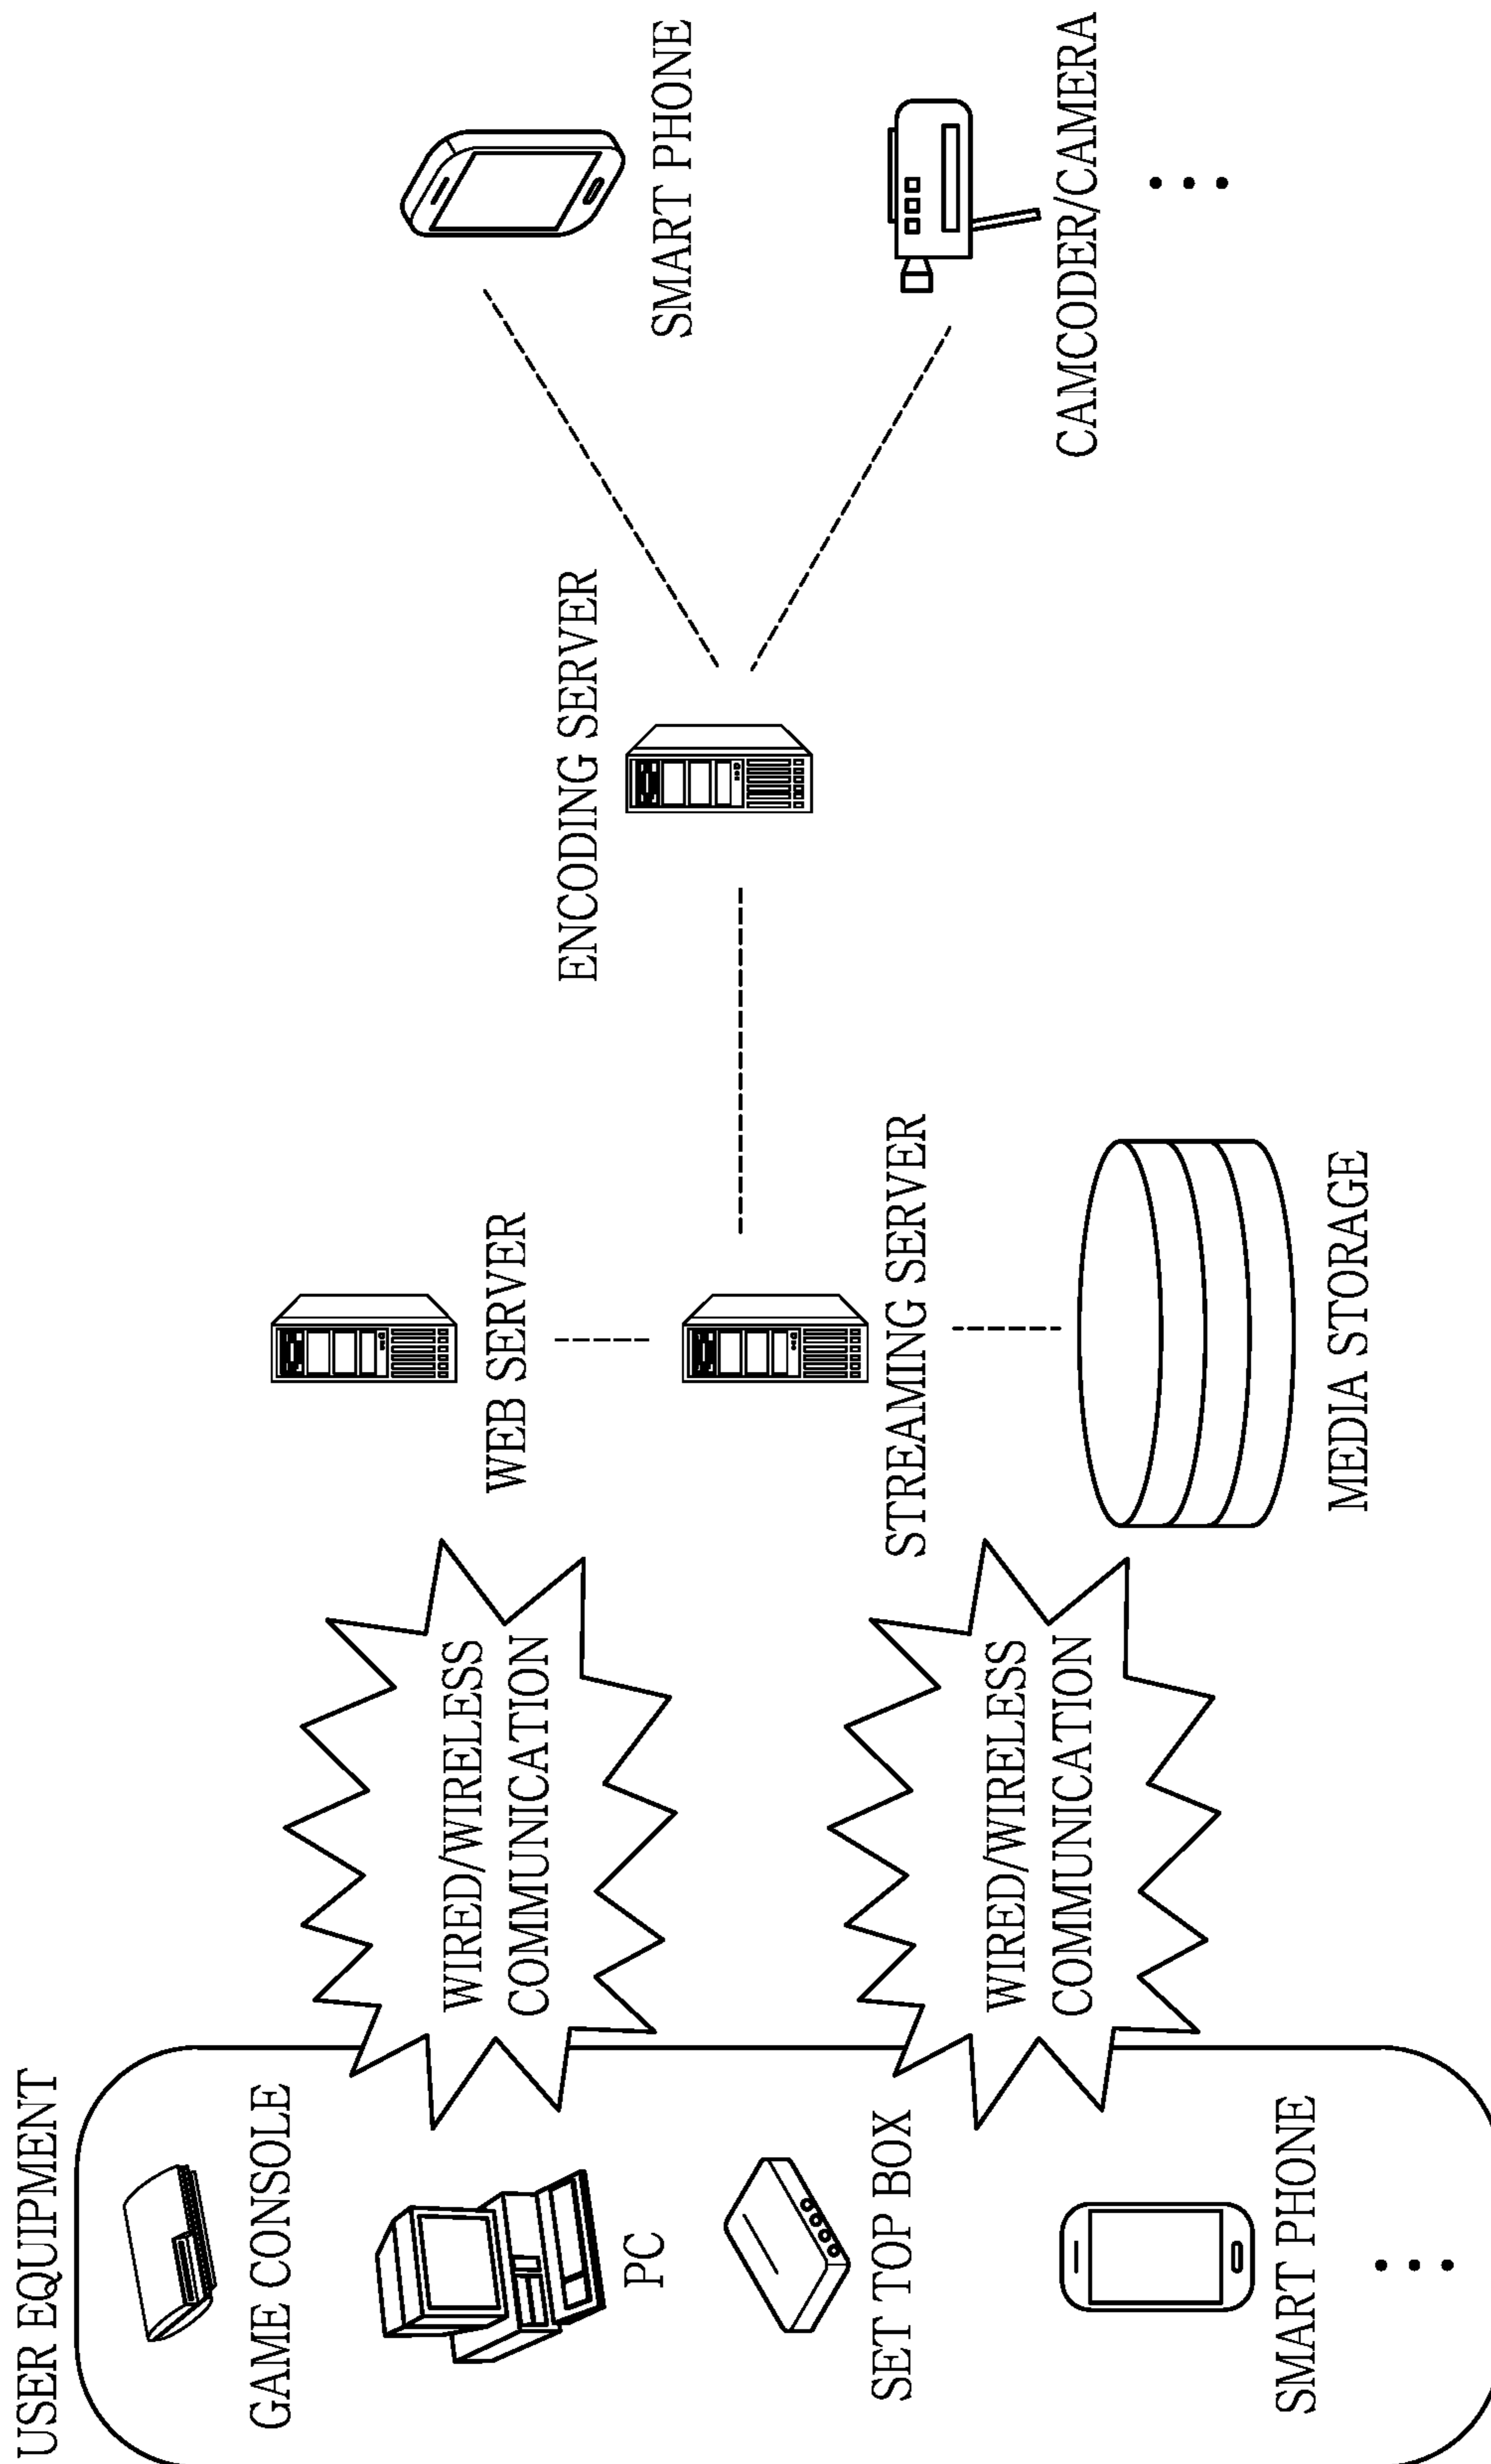 USER EQUIPMENT
GAME CONSOLE
PC
SET TOP BOX
SMART PHONE
WIRED/WIRELESS
COMMUNICATION
WIRED/WIRELESS
COMMUNICATION
WEB SERVER
STREAMING SERVER
MEDIA STORAGE
ENCODING SERVER
SMART PHONE
CAMCODER/CAMERA